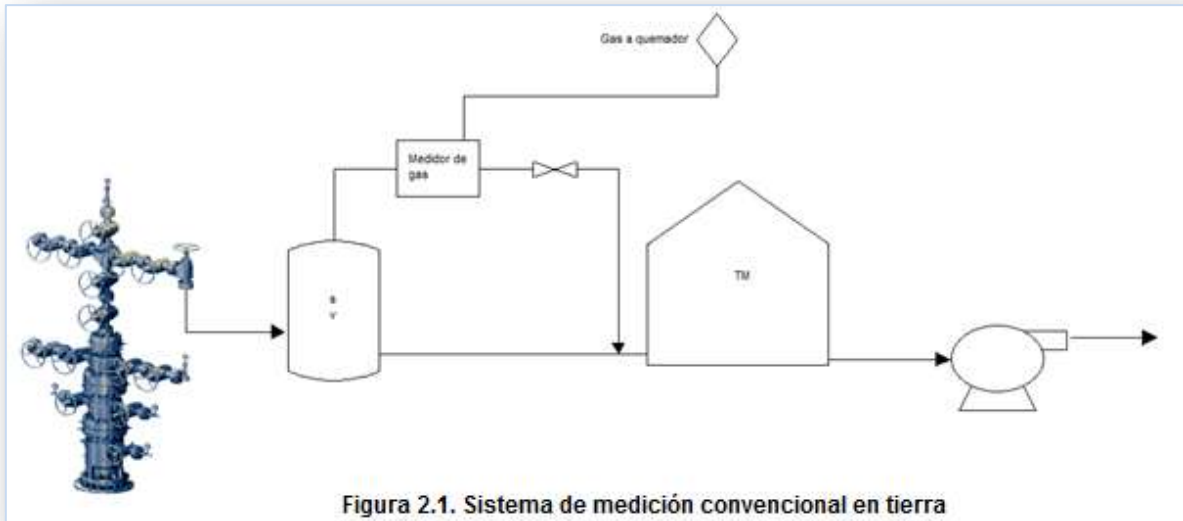 Gas a quemador
Medidor de
gas
s
v
TM
Figura 2.1. Sistema de medición convencional en tierra